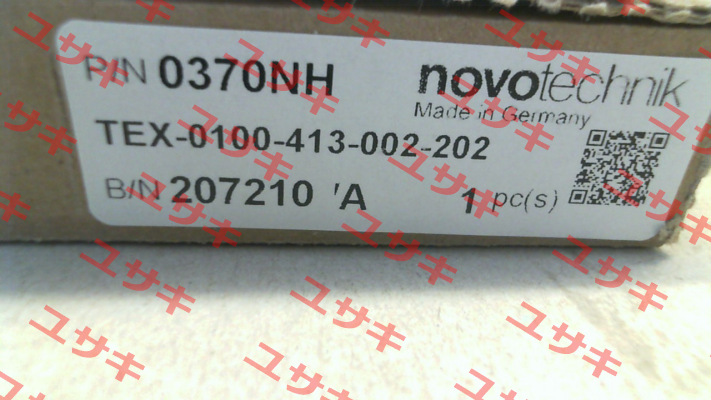 P/N 0370NH
novotechnik
Made in Germany
TEX-0100-413-002-202
B/N 207210 'A
1 pc(s)
ユサキ